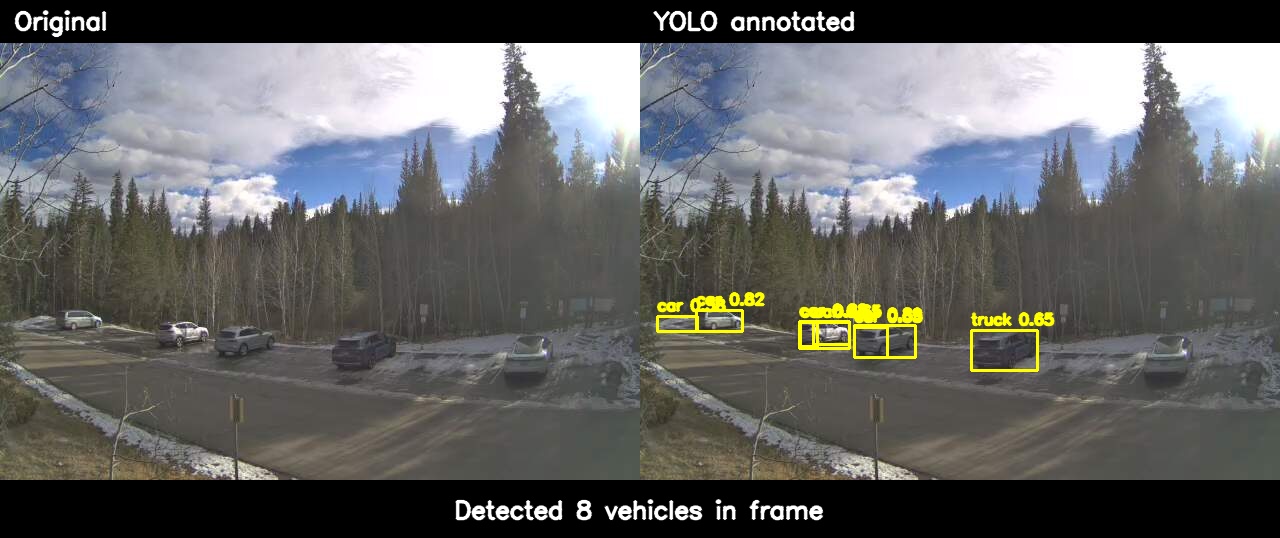 Original
YOLO annotated
car 0.82
truck 0.65
Detected 8 vehicles in frame